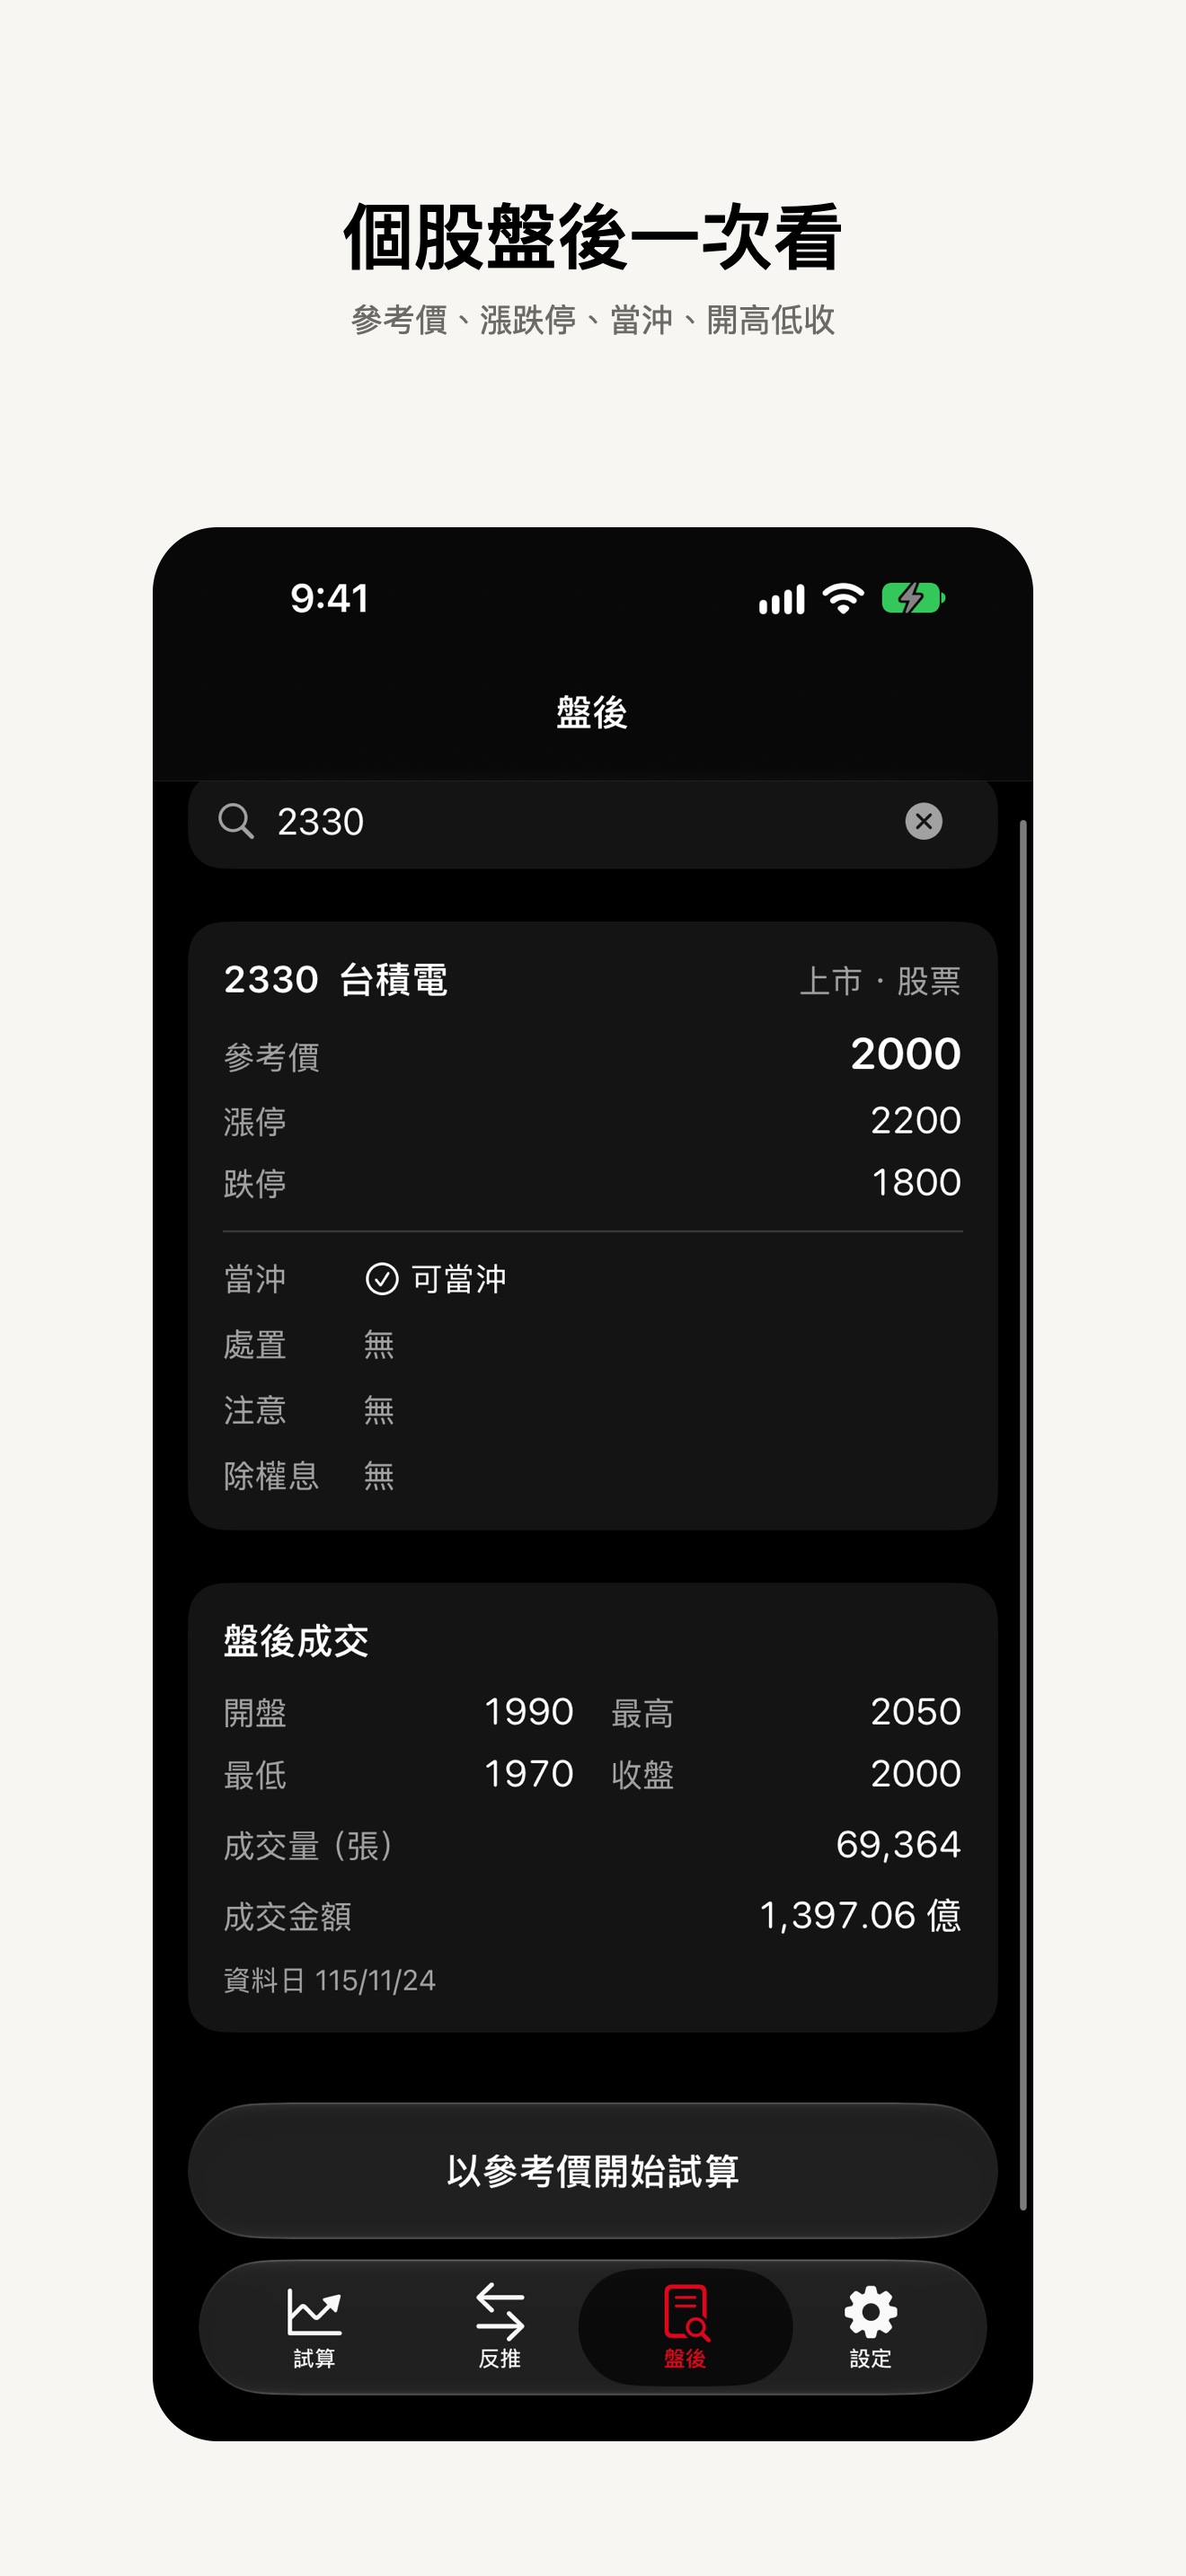 個股盤後一次看
參考價、漲跌停、當沖、開高低收
9:41
盤後
2330
2330 台積電 上市 · 股票
參考價 2000
漲停 2200
跌停 1800
當沖 可當沖
處置 無
注意 無
除權息 無
盤後成交
開盤 1990 最高 2050
最低 1970 收盤 2000
成交量 (張) 69,364
成交金額 1,397.06 億
資料日 115/11/24
以參考價開始試算
試算 反推 盤後 設定